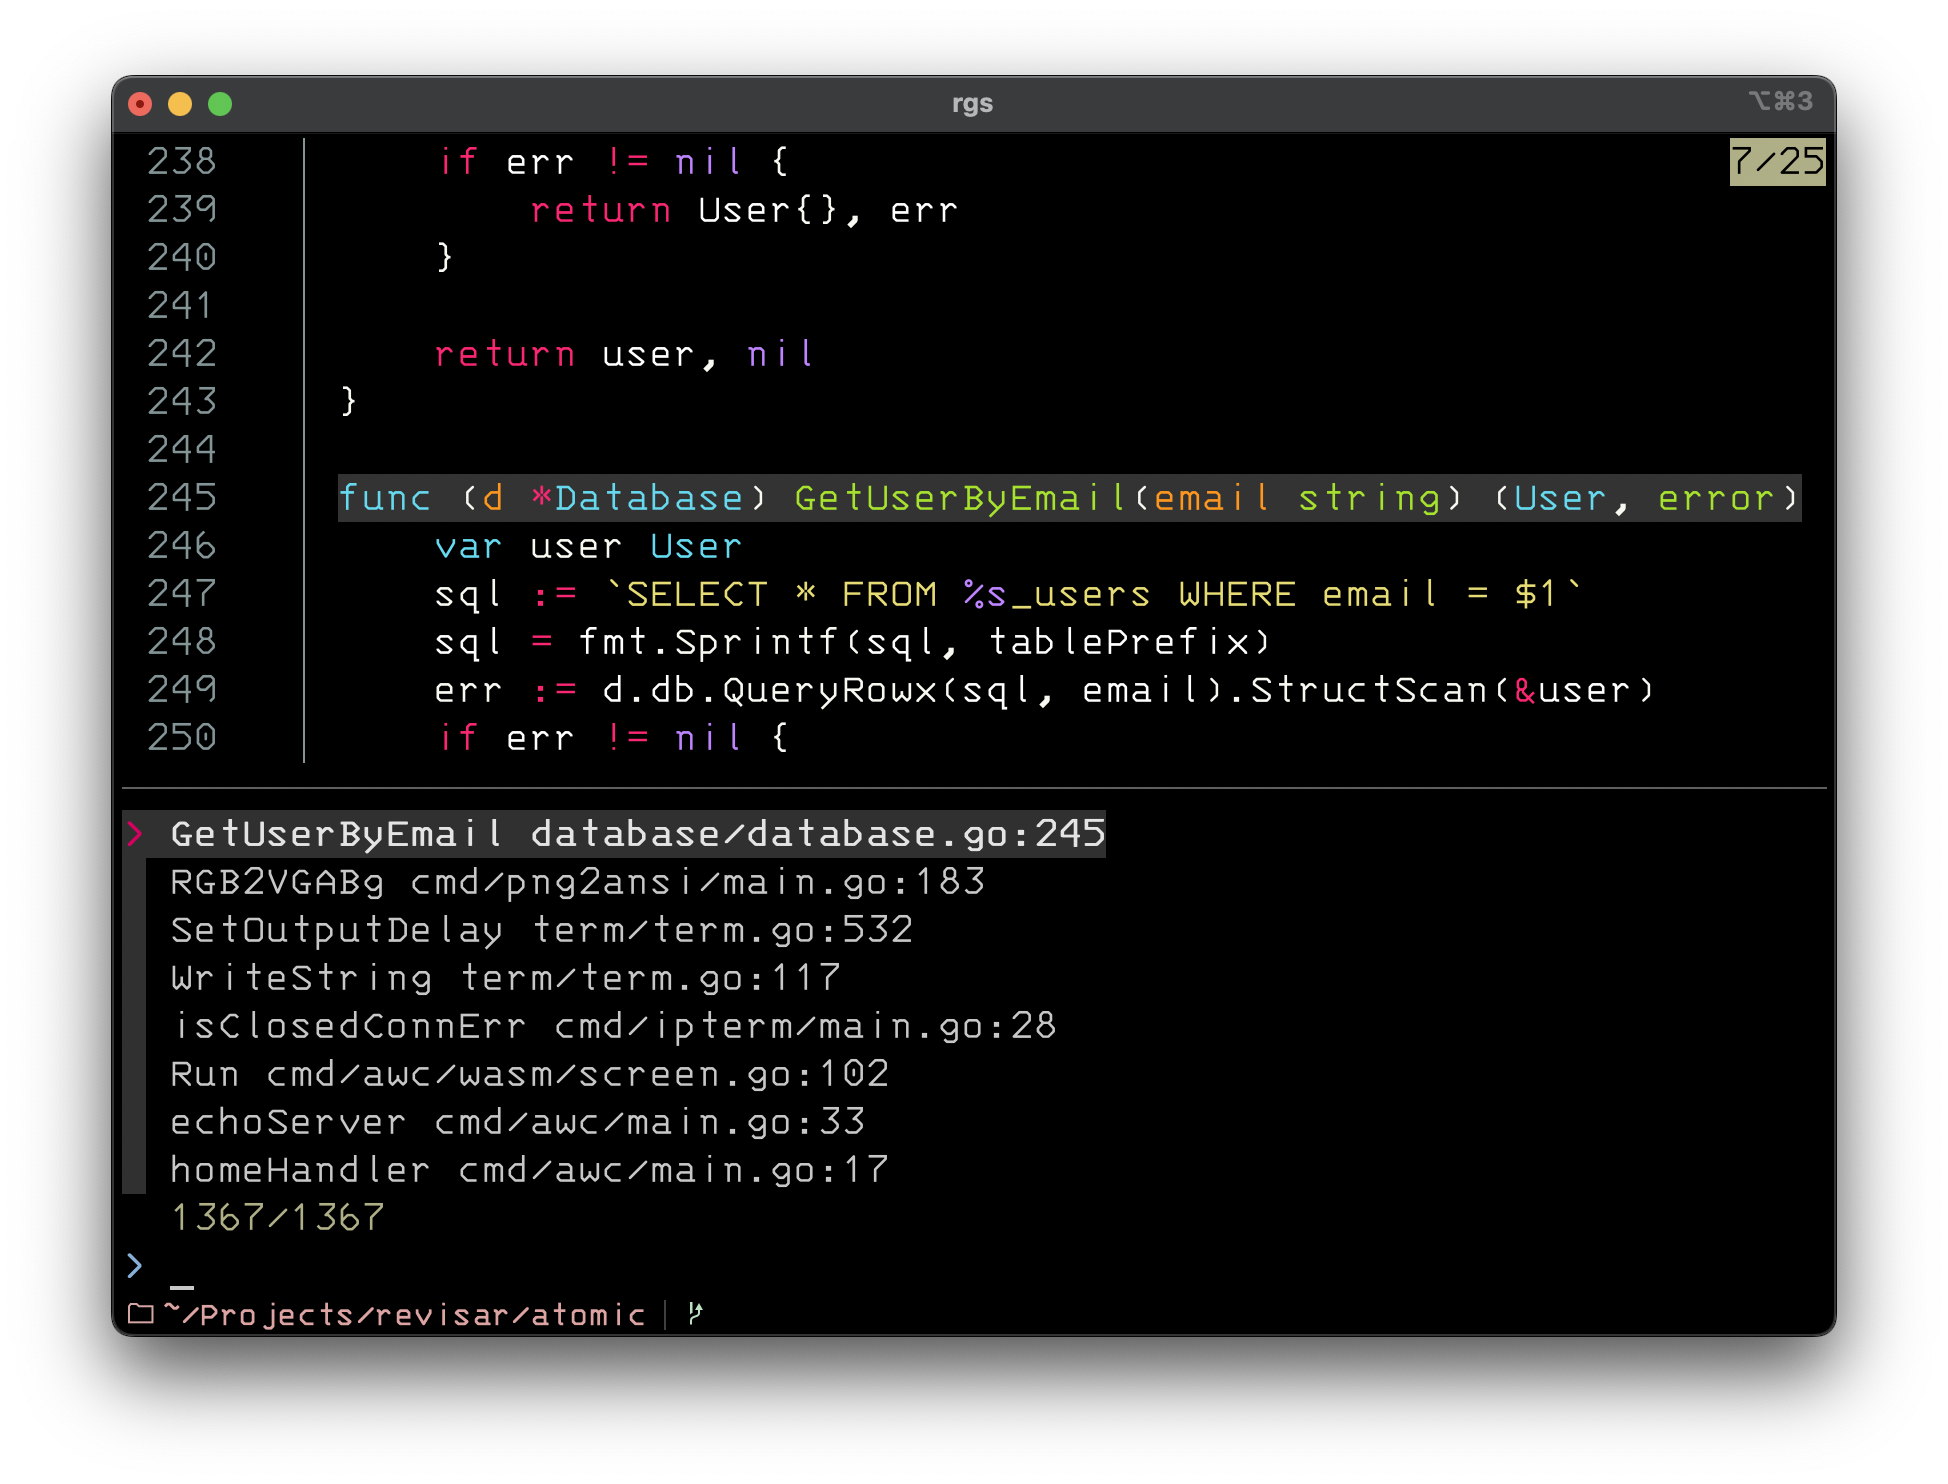 rgs
⌥⌘3
7/25
238 if err != nil {
239 return User{}, err
240 }
241
242 return user, nil
243 }
244
245 func (d *Database) GetUserByEmail(email string) (User, error)
246 var user User
247 sql := `SELECT * FROM %s_users WHERE email = $1`
248 sql = fmt.Sprintf(sql, tablePrefix)
249 err := d.db.QueryRowx(sql, email).StructScan(&user)
250 if err != nil {
> GetUserByEmail database/database.go:245
RGB2VGABg cmd/png2ansi/main.go:183
SetOutputDelay term/term.go:532
WriteString term/term.go:117
isClosedConnErr cmd/ipterm/main.go:28
Run cmd/awc/wasm/screen.go:102
echoServer cmd/awc/main.go:33
homeHandler cmd/awc/main.go:17
1367/1367
> _
~/Projects/revisar/atomic